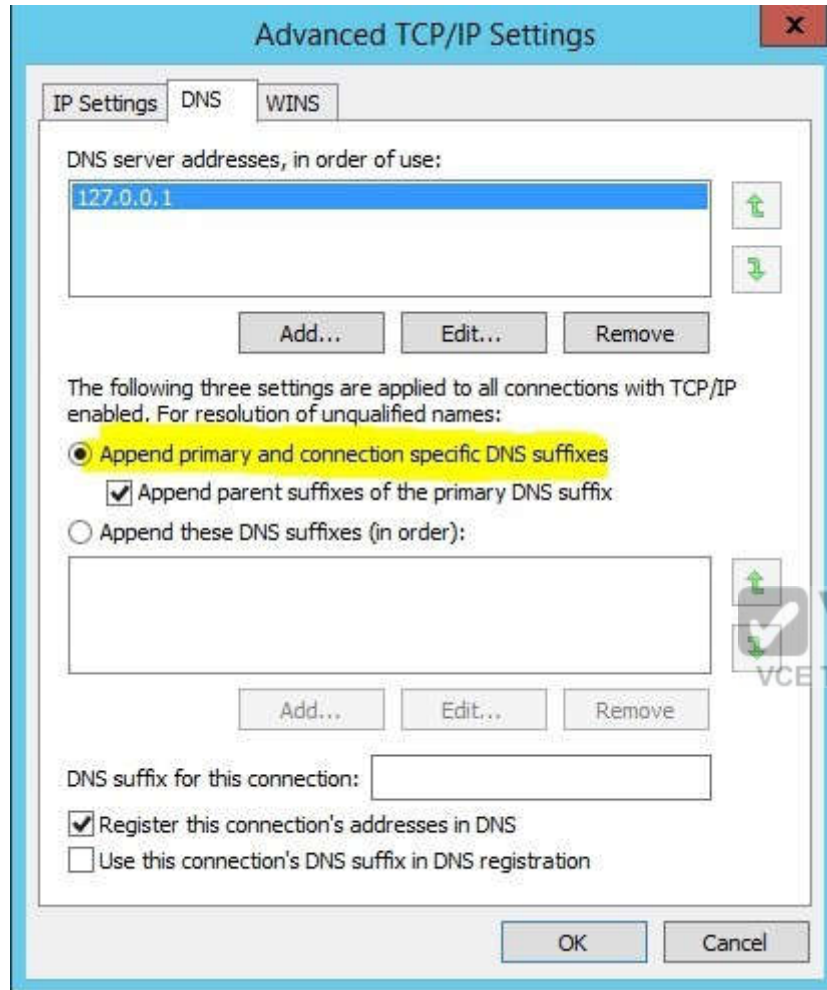 Advanced TCP/IP Settings
x
IP Settings DNS WINS
DNS server addresses, in order of use:
127.0.0.1
Add... Edit... Remove
The following three settings are applied to all connections with TCP/IP
enabled. For resolution of unqualified names:
Append primary and connection specific DNS suffixes
Append parent suffixes of the primary DNS suffix
Append these DNS suffixes (in order):
VCE
Add... Edit... Remove
DNS suffix for this connection:
Register this connection's addresses in DNS
Use this connection's DNS suffix in DNS registration
OK Cancel